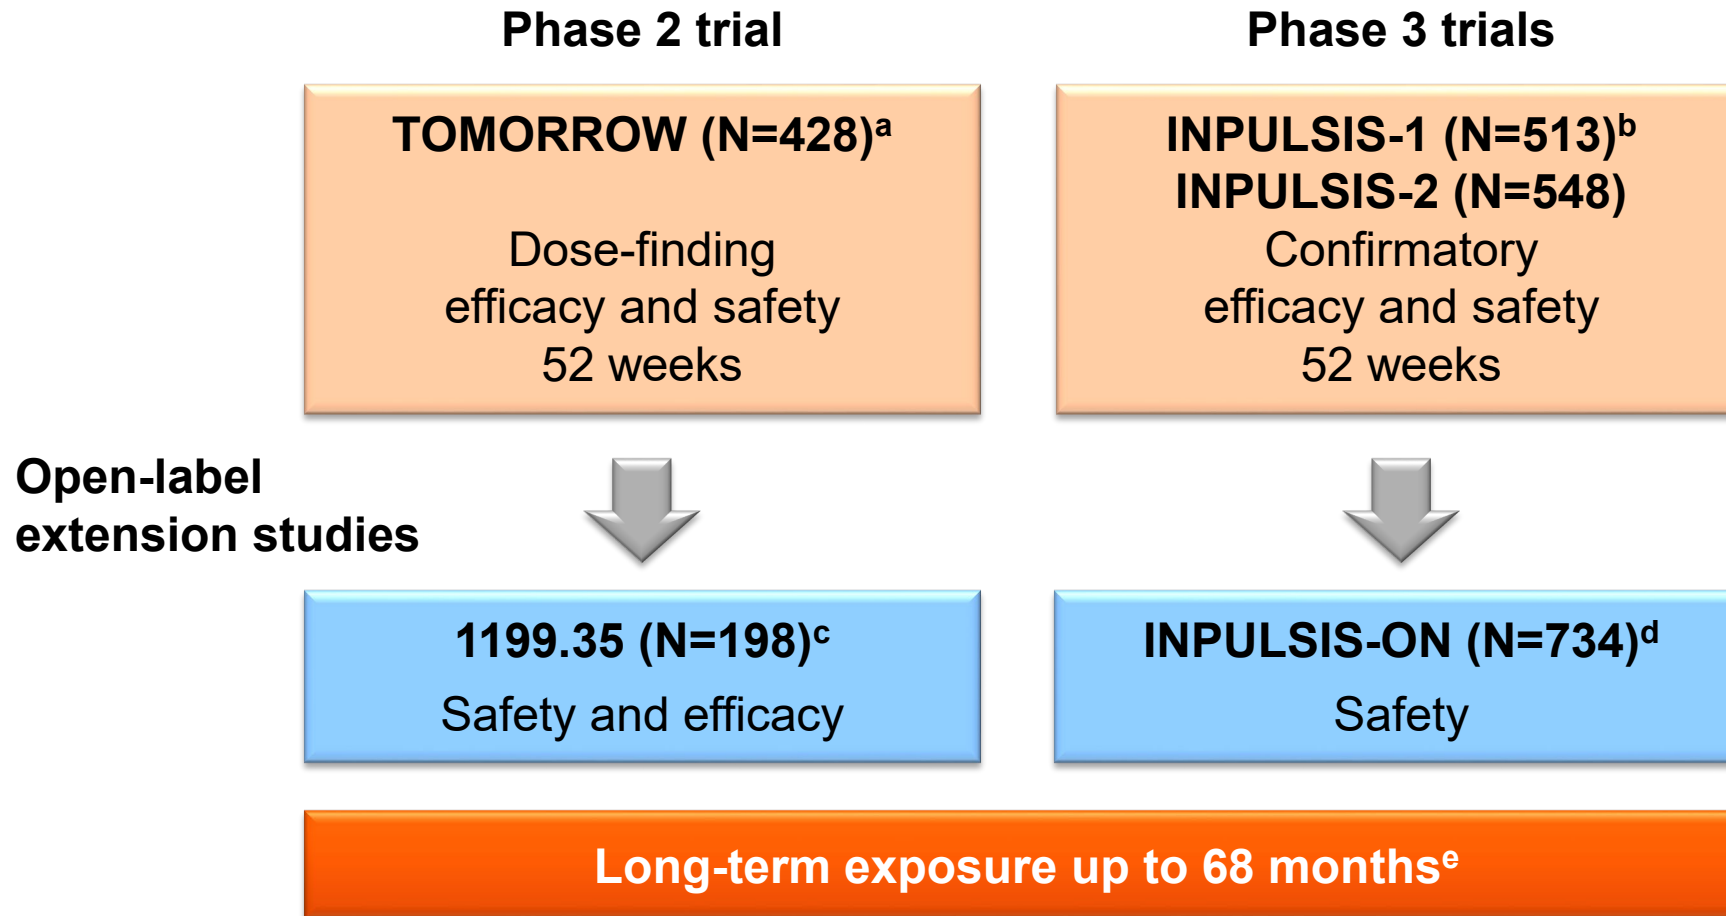 Phase 2 trial
Phase 3 trials
TOMORROW (N=428)ᵃ
Dose-finding
efficacy and safety
52 weeks
INPULSIS-1 (N=513)ᵇ
INPULSIS-2 (N=548)
Confirmatory
efficacy and safety
52 weeks
Open-label
extension studies
1199.35 (N=198)ᶜ
Safety and efficacy
INPULSIS-ON (N=734)ᵈ
Safety
Long-term exposure up to 68 monthsᵉ